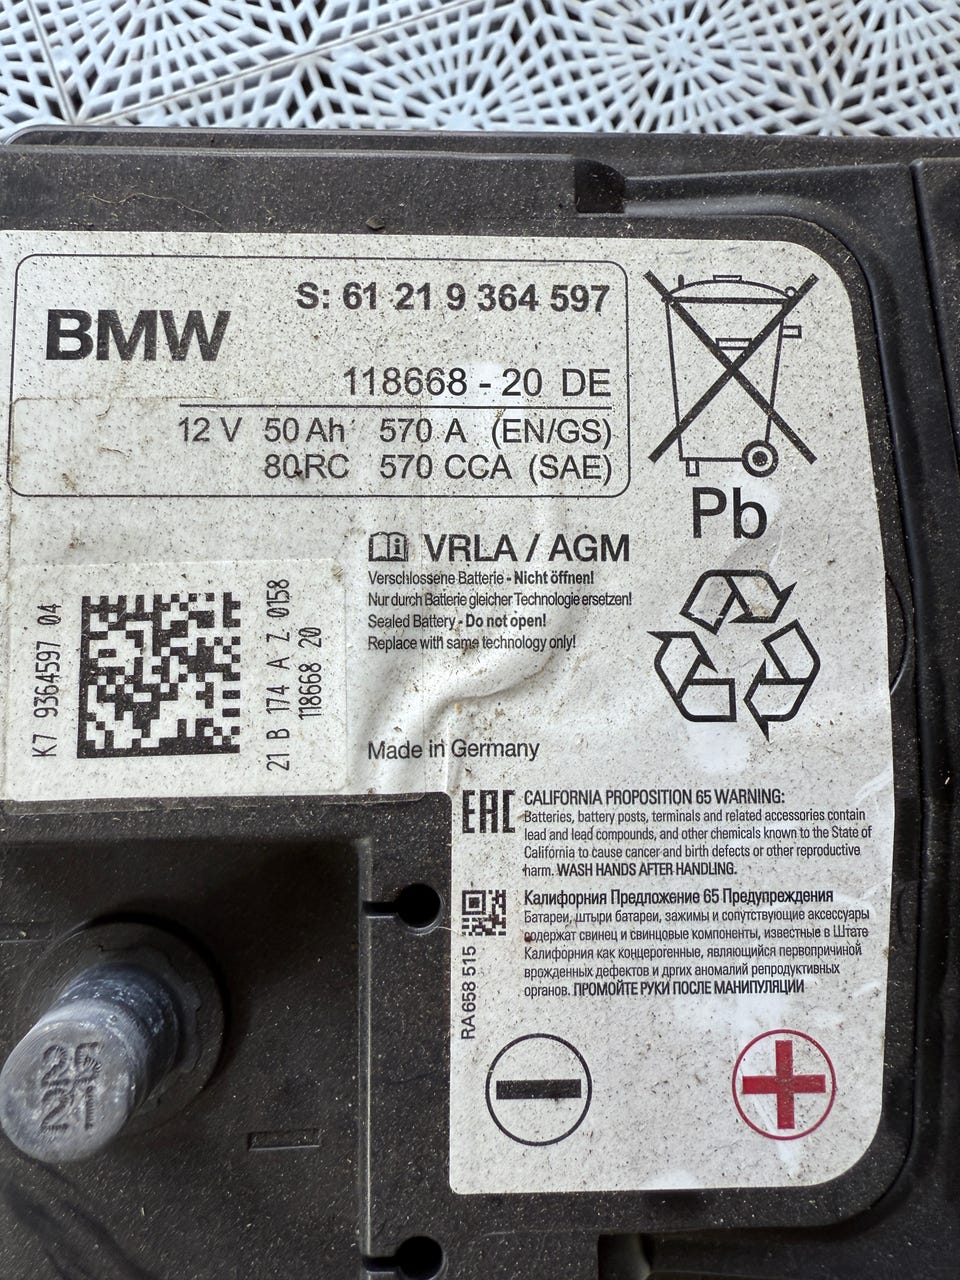 S: 61 21 9 364 597
BMW
118668 - 20 DE
12 V 50 Ah 570 A (EN/GS)
80 RC 570 CCA (SAE)
Pb
VRLA / AGM
Verschlossene Batterie - Nicht öffnen!
Nur durch Batterie gleicher Technologie ersetzen!
Sealed Battery - Do not open!
Replace with same technology only!
K7 9364597 04
21 B 174 A Z 0158
118668 20
Made in Germany
EAC
CALIFORNIA PROPOSITION 65 WARNING:
Batteries, battery posts, terminals and related accessories contain
lead and lead compounds, and other chemicals known to the State of
California to cause cancer and birth defects or other reproductive
harm. WASH HANDS AFTER HANDLING.
Калифорния Предложение 65 Предупреждения
Батареи, штыри батареи, зажимы и сопутствующие аксессуары
содержат свинец и свинцовые компоненты, известные в Штате
Калифорния как концерогенные, являющийся первопричиной
врожденных дефектов и дргих аномалий репродуктивных
органов. ПРОМОЙТЕ РУКИ ПОСЛЕ МАНИПУЛЯЦИИ
RA 658 515